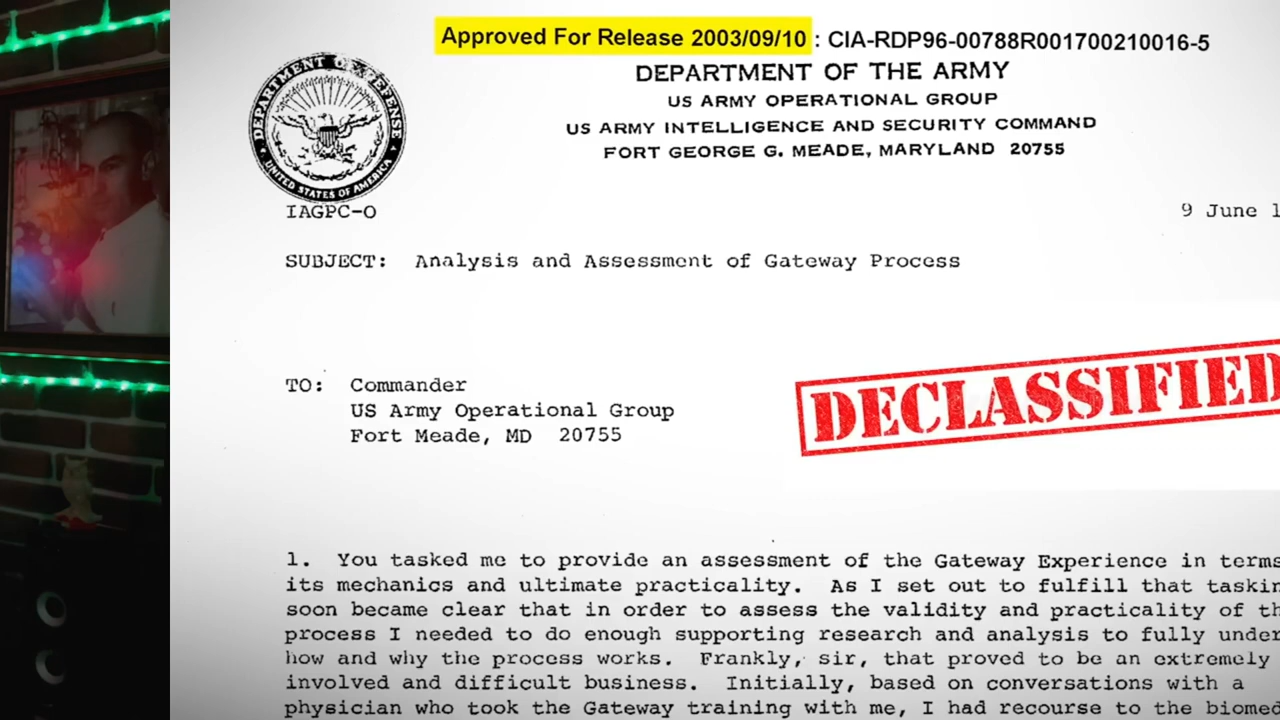 Approved For Release 2003/09/10 : CIA-RDP96-00788R001700210016-5
DEPARTMENT OF THE ARMY
US ARMY OPERATIONAL GROUP
US ARMY INTELLIGENCE AND SECURITY COMMAND
FORT GEORGE G. MEADE, MARYLAND 20755
DEPARTMENT OF DEFENSE
UNITED STATES OF AMERICA
IAGPC-O
9 June 1
SUBJECT: Analysis and Assessment of Gateway Process
DECLASSIFIED
TO: Commander
US Army Operational Group
Fort Meade, MD 20755
1. You tasked me to provide an assessment of the Gateway Experience in terms
its mechanics and ultimate practicality. As I set out to fulfill that taskin
soon became clear that in order to assess the validity and practicality of th
process I needed to do enough supporting research and analysis to fully under
how and why the process works. Frankly, sir, that proved to be an extremely
involved and difficult business. Initially, based on conversations with a
physician who took the Gateway training with me, I had recourse to the biomed